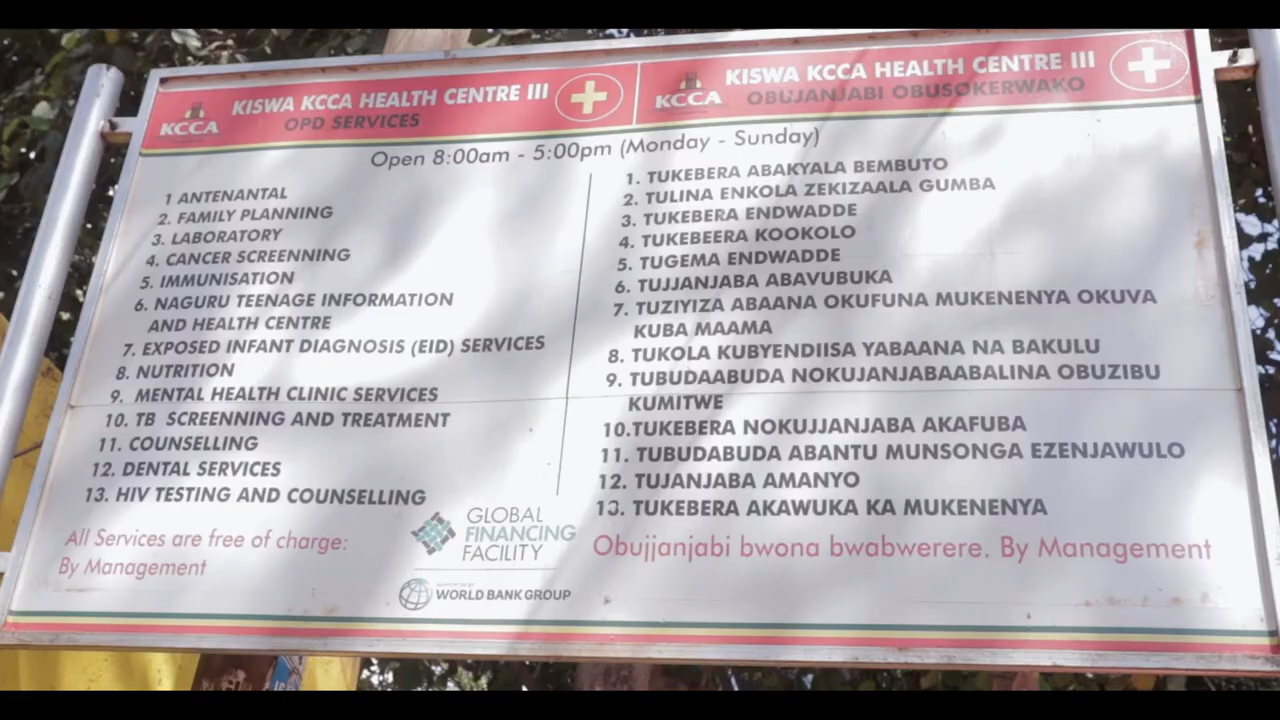 KCCA
KISWA KCCA HEALTH CENTRE III
OPD SERVICES
KCCA
KISWA KCCA HEALTH CENTRE III
OBUJANJABI OBUSOKERWAKO
Open 8:00am - 5:00pm (Monday - Sunday)
1 ANTENANTAL
2. FAMILY PLANNING
3. LABORATORY
4. CANCER SCREENNING
5. IMMUNISATION
6. NAGURU TEENAGE INFORMATION
AND HEALTH CENTRE
7. EXPOSED INFANT DIAGNOSIS (EID) SERVICES
8. NUTRITION
9. MENTAL HEALTH CLINIC SERVICES
10. TB SCREENNING AND TREATMENT
11. COUNSELLING
12. DENTAL SERVICES
13. HIV TESTING AND COUNSELLING
All Services are free of charge:
By Management
GLOBAL
FINANCING
FACILITY
WORLD BANK GROUP
1. TUKEBERA ABAKYALA BEMBUTO
2. TULINA ENKOLA ZEKIZAALA GUMBA
3. TUKEBERA ENDWADDE
4. TUKEBEERA KOOKOLO
5. TUGEMA ENDWADDE
6. TUJJANJABA ABAVUBUKA
7. TUZIYIZA ABAANA OKUFUNA MUKENENYA OKUVA
KUBA MAAMA
8. TUKOLA KUBYENDIISA YABAANA NA BAKULU
9. TUBUDAABUDA NOKUJANJABAABALINA OBUZIBU
KUMITWE
10.TUKEBERA NOKUJJANJABA AKAFUBA
11. TUBUDABUDA ABANTU MUNSONGA EZENJAWULO
12. TUJANJABA AMANYO
13. TUKEBERA AKAWUKA KA MUKENENYA
Obujjanjabi bwona bwabwerere. By Management